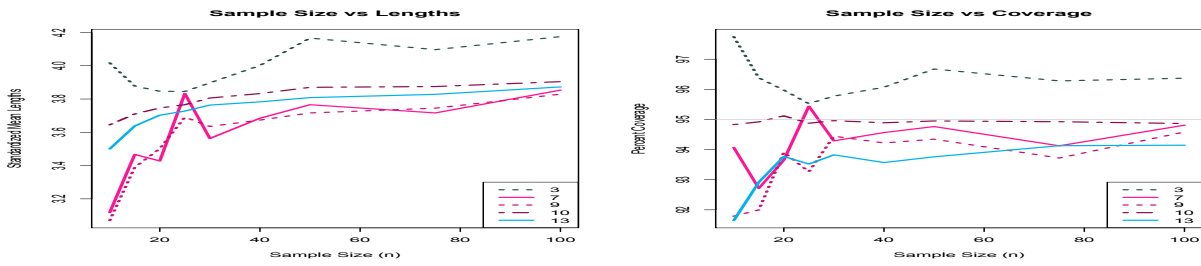 Sample Size vs Lengths
Standardized Mean Lengths
4.2
4.0
3.8
3.6
3.4
3.2
3
7
9
10
13
20 40 60 80 100
Sample Size (n)
Sample Size vs Coverage
Percent Coverage
97
96
95
94
93
92
3
7
9
10
13
20 40 60 80 100
Sample Size (n)